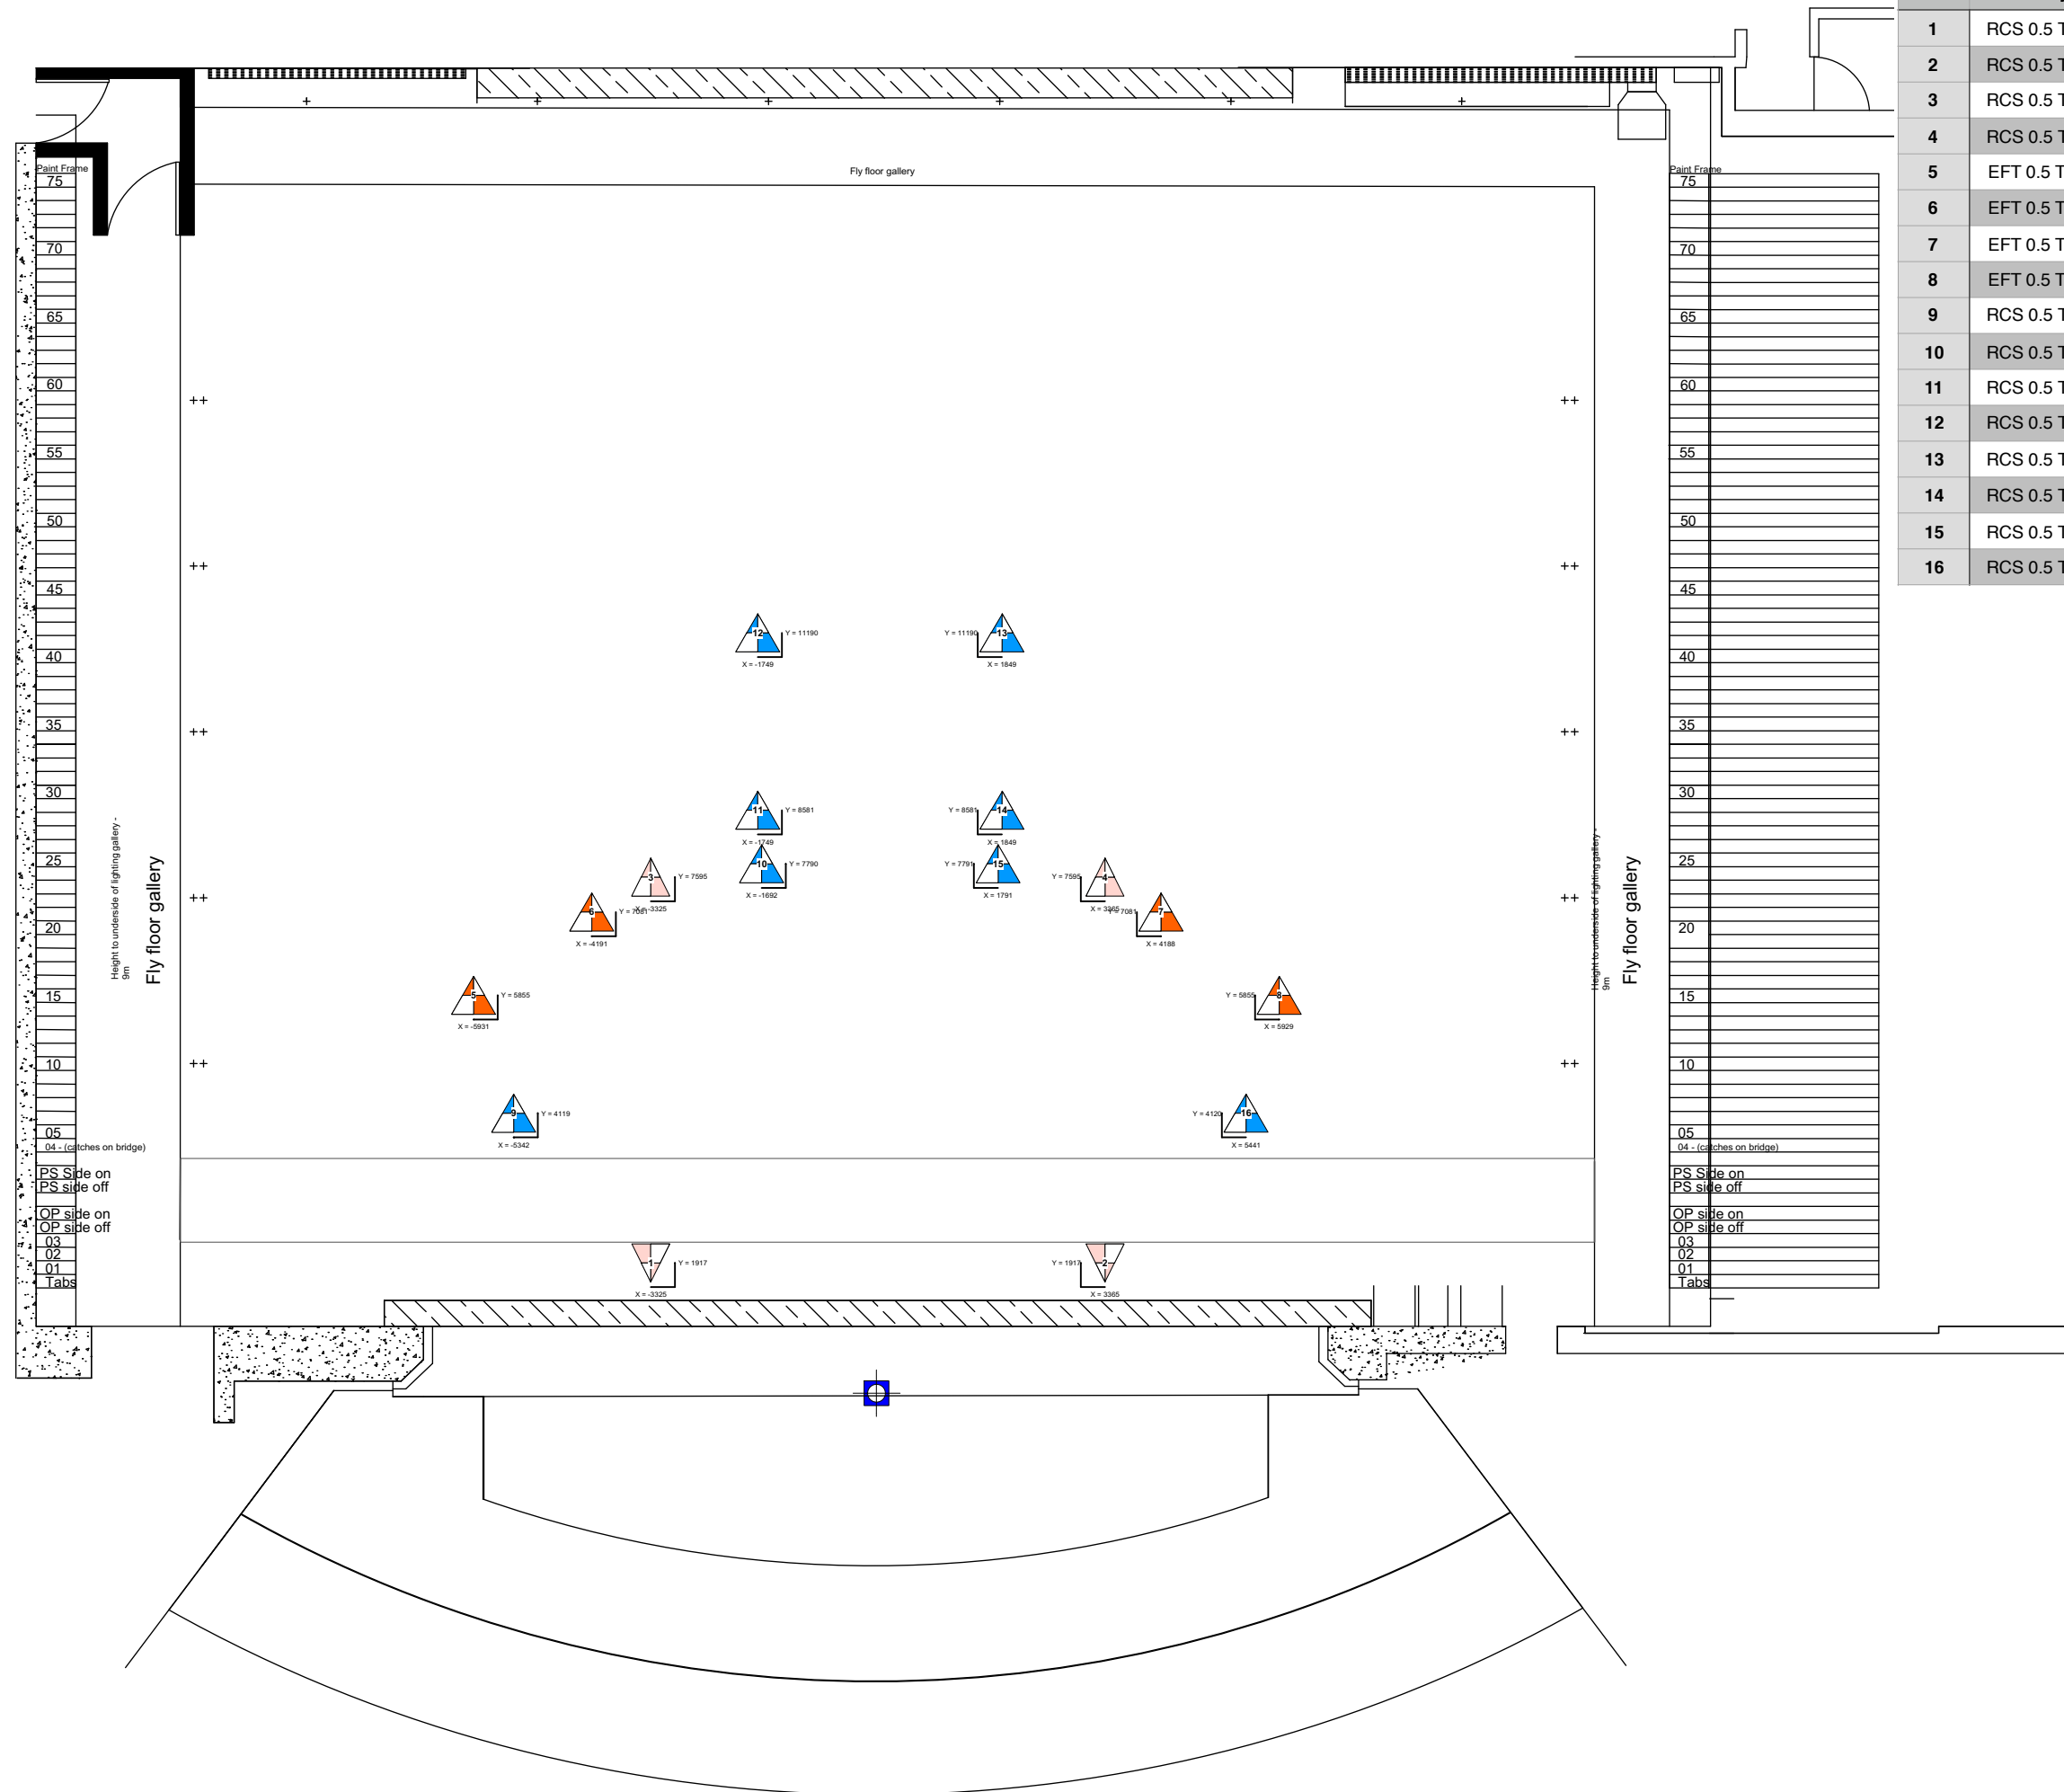 1 RCS 0.5 T
2 RCS 0.5 T
3 RCS 0.5 T
4 RCS 0.5 T
5 EFT 0.5 T
6 EFT 0.5 T
7 EFT 0.5 T
8 EFT 0.5 T
9 RCS 0.5 T
10 RCS 0.5 T
11 RCS 0.5 T
12 RCS 0.5 T
13 RCS 0.5 T
14 RCS 0.5 T
15 RCS 0.5 T
16 RCS 0.5 T
Paint Frame
75
70
65
60
55
50
45
40
35
30
25
20
15
10
05
04 - (catches on bridge)
PS Side on
PS side off
OP side on
OP side off
03
02
01
Tabs
Height to underside of lighting gallery -
9m
Fly floor gallery
Fly floor gallery
12
Y = 11190
X = -1749
13
Y = 11190
X = 1849
11
Y = 8581
X = -1749
14
Y = 8581
X = 1849
10
Y = 7790
X = -1692
15
Y = 7791
X = 1791
3
Y = 7595
X = -3325
4
Y = 7595
X = 3365
6
Y = 7081
X = -4191
7
Y = 7081
X = 4188
5
Y = 5855
X = -5931
8
Y = 5855
X = 5929
9
Y = 4119
X = -5342
16
Y = 4120
X = 5441
1
Y = 1917
X = -3325
2
Y = 1917
X = 3365
Height to underside of lighting gallery -
9m
Fly floor gallery
Paint Frame
75
70
65
60
55
50
45
40
35
30
25
20
15
10
05
04 - (catches on bridge)
PS Side on
PS side off
OP side on
OP side off
03
02
01
Tabs